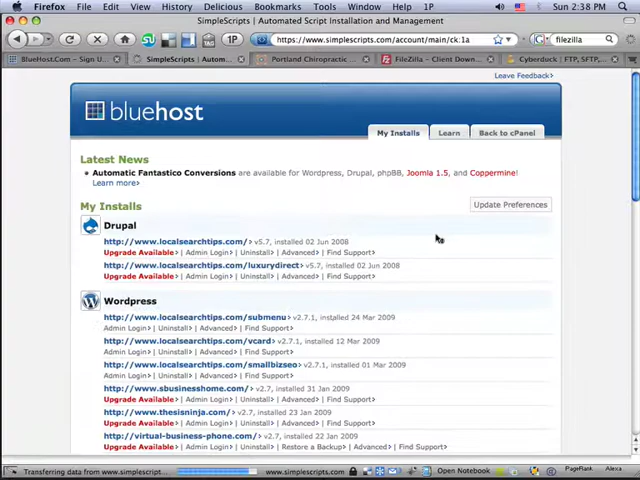 Firefox File Edit View History Delicious Bookmarks Tools Window Help 1P Sun 2:38 PM
SimpleScripts | Automated Script Installation and Management
1P https://www.simplescripts.com/account/main/ck:1a filezilla
BlueHost.Com - Sign U... SimpleScripts | Autom... Portland Chiropractic ... FileZilla - Client Down... Cyberduck | FTP, SFTP,...
Leave Feedback
bluehost
My Installs Learn Back to cPanel
Latest News
Automatic Fantastico Conversions are available for Wordpress, Drupal, phpBB, Joomla 1.5, and Coppermine!
Learn more
My Installs Update Preferences
Drupal
http://www.localsearchtips.com/ v5.7, installed 02 Jun 2008
Upgrade Available | Admin Login | Uninstall | Advanced | Find Support
http://www.localsearchtips.com/luxurydirect v5.7, installed 02 Jun 2008
Upgrade Available | Admin Login | Uninstall | Advanced | Find Support
Wordpress
http://www.localsearchtips.com/submenu v2.7.1, installed 24 Mar 2009
Admin Login | Uninstall | Advanced | Find Support
http://www.localsearchtips.com/vcard v2.7.1, installed 12 Mar 2009
Admin Login | Uninstall | Advanced | Find Support
http://www.localsearchtips.com/smallbizseo v2.7.1, installed 01 Mar 2009
Admin Login | Uninstall | Advanced | Find Support
http://www.sbusinesshome.com/ v2.7, installed 31 Jan 2009
Upgrade Available | Admin Login | Uninstall | Advanced | Find Support
http://www.thesisninja.com/ v2.7, installed 23 Jan 2009
Upgrade Available | Admin Login | Uninstall | Advanced | Find Support
http://virtual-business-phone.com/ v2.7, installed 22 Jan 2009
Upgrade Available | Admin Login | Uninstall | Restore a Backup | Advanced | Find Support
Transferring data from www.simplescript... www.simplescripts.com Open Notebook PageRank Alexa